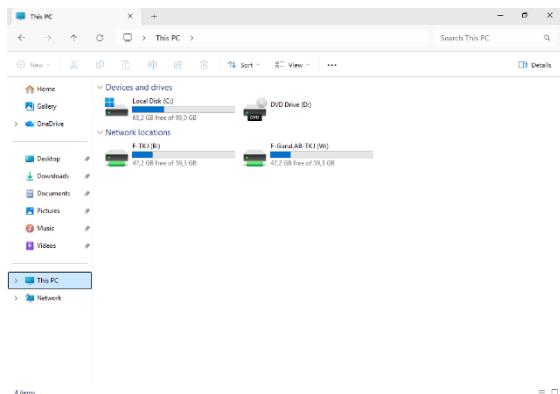 This PC
This PC
Search This PC
New
Sort
View
Details
Home
Gallery
OneDrive
Desktop
Downloads
Documents
Pictures
Music
Videos
This PC
Network
Devices and drives
Local Disk (C:)
69,2 GB free of 99,0 GB
DVD Drive (D:)
DVD
Network locations
F-TKJ (B:)
47,2 GB free of 59,3 GB
F-GuruLAB-TKJ (W:)
47,2 GB free of 59,3 GB
4 items